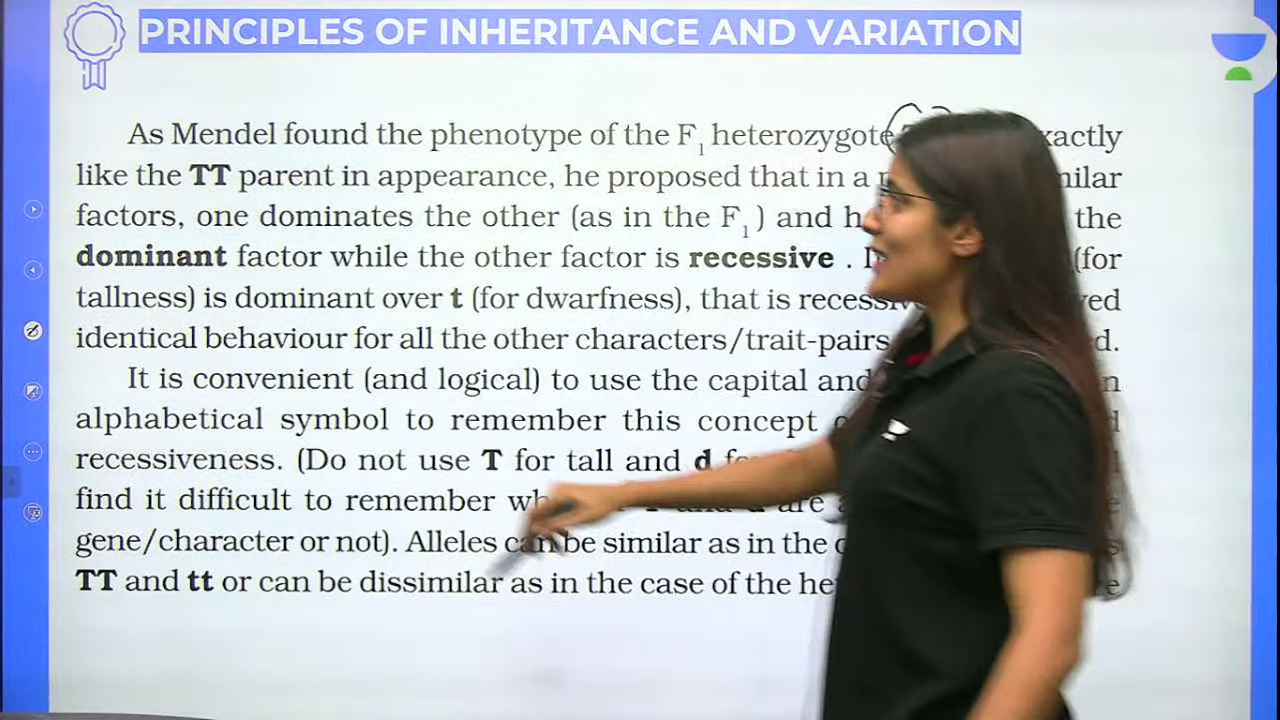 PRINCIPLES OF INHERITANCE AND VARIATION
As Mendel found the phenotype of the F1 heterozygote xactly
like the TT parent in appearance, he proposed that in a milar
factors, one dominates the other (as in the F1 ) and the
dominant factor while the other factor is recessive . (for
tallness) is dominant over t (for dwarfness), that is recessiv ved
identical behaviour for all the other characters/trait-pairs d.
It is convenient (and logical) to use the capital and n
alphabetical symbol to remember this concept
recessiveness. (Do not use T for tall and d
find it difficult to remember wh are
gene/character or not). Alleles can be similar as in the
TT and tt or can be dissimilar as in the case of the he